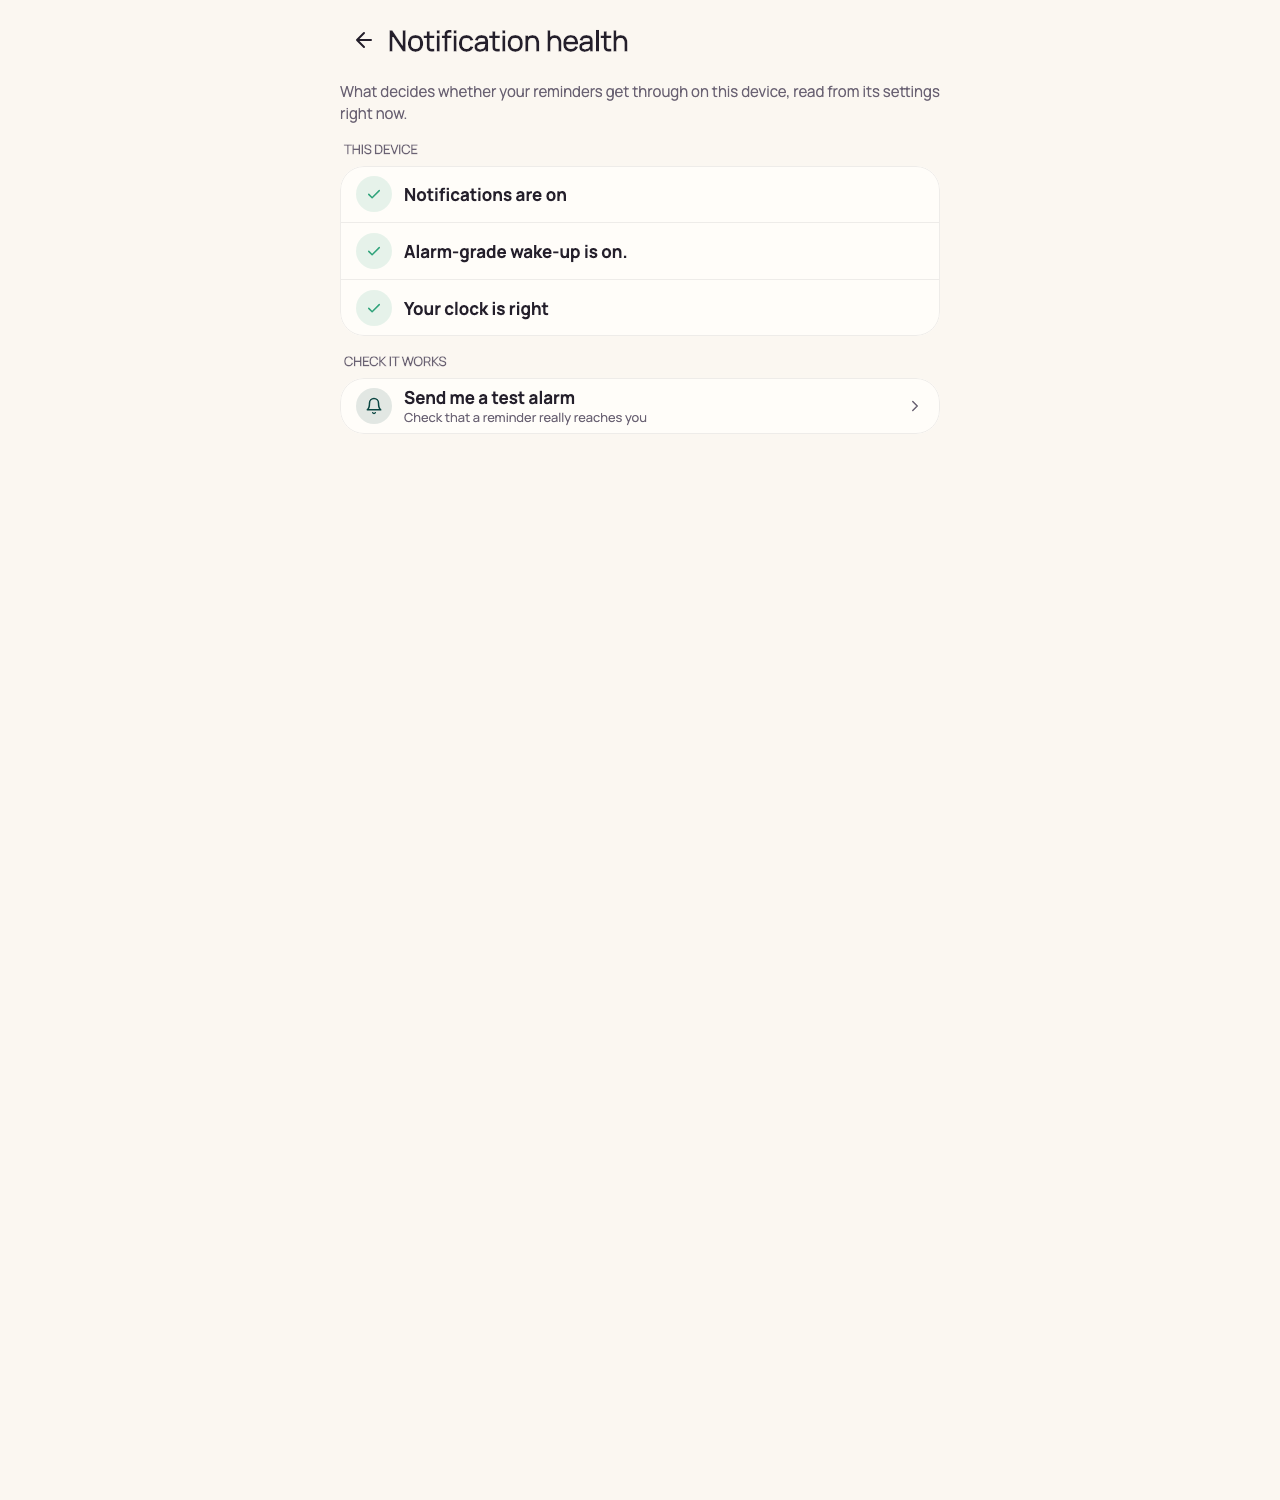 Notification health
What decides whether your reminders get through on this device, read from its settings
right now.
THIS DEVICE
Notifications are on
Alarm-grade wake-up is on.
Your clock is right
CHECK IT WORKS
Send me a test alarm
Check that a reminder really reaches you